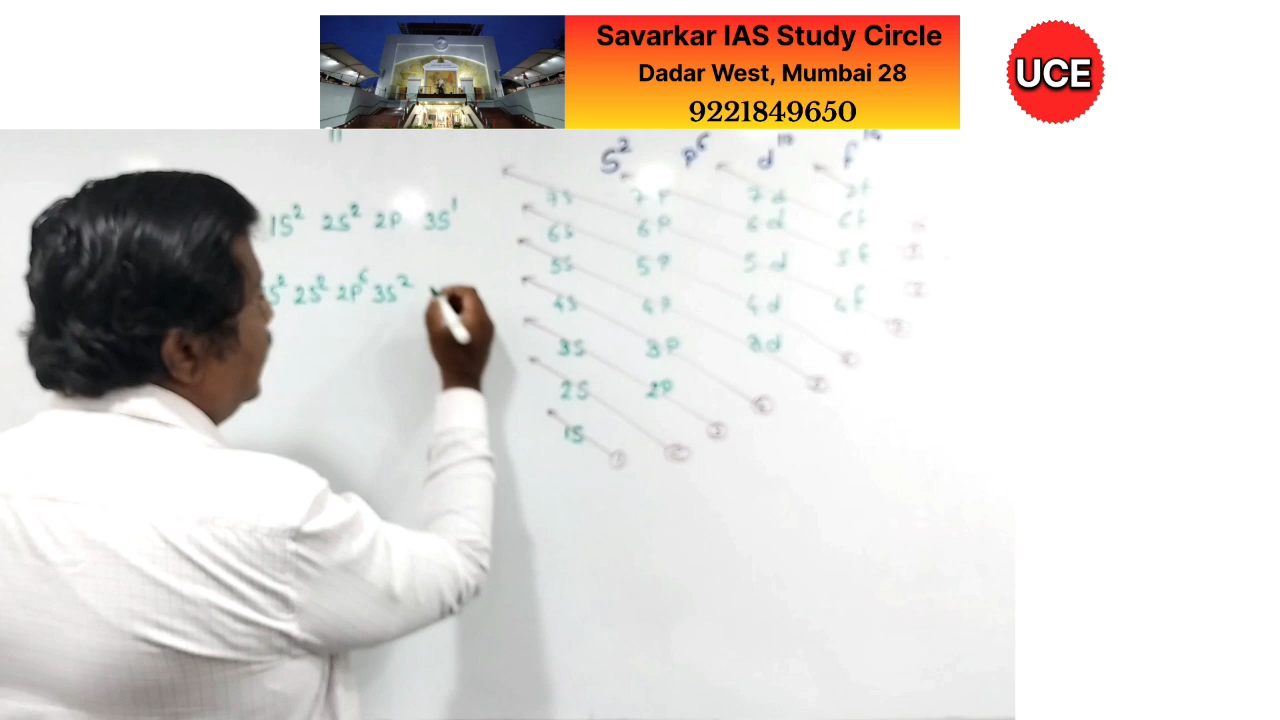 Savarkar IAS Study Circle
Dadar West, Mumbai 28
9221849650
UCE
S² P⁶ d¹⁰ f
1S² 2S² 2P 3S¹
S² 2S² 2P⁶ 3S²
7S 7P 7d 7f
6S 6P 6d 6f
5S 5P 5d 5f
4S 4P 4d 4f
3S 3P 3d
2S 2P
1S